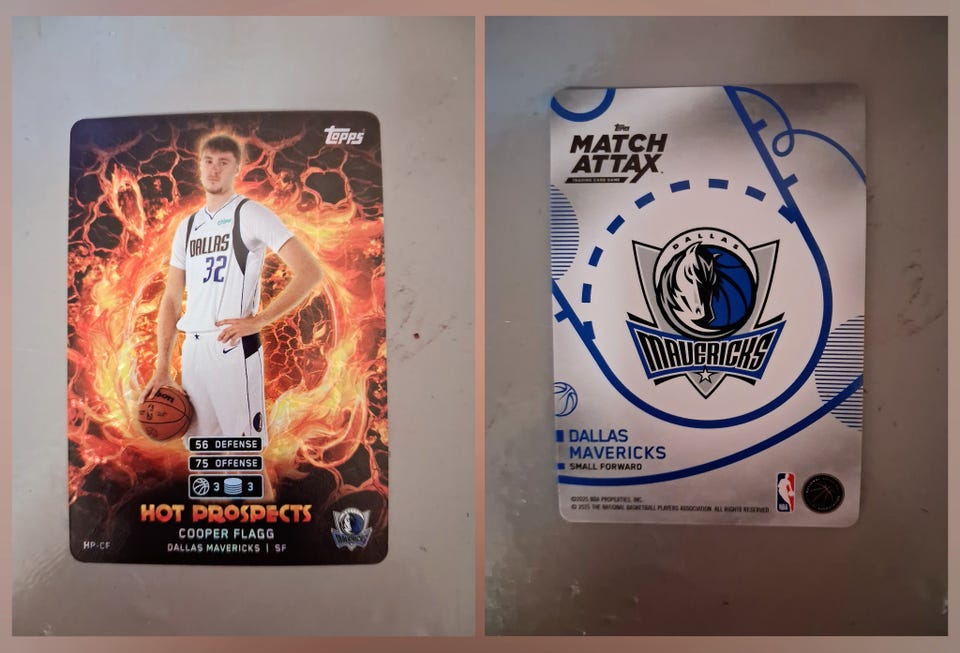 topps
DALLAS
32
56 DEFENSE
75 OFFENSE
3 3
HOT PROSPECTS
COOPER FLAGG
DALLAS MAVERICKS | SF
HP-CF
Topps
MATCH
ATTAX
TRADING CARD GAME
DALLAS
MAVERICKS
DALLAS
MAVERICKS
SMALL FORWARD
©2025 NBA PROPERTIES, INC.
© 2025 THE NATIONAL BASKETBALL PLAYERS ASSOCIATION. ALL RIGHTS RESERVED.